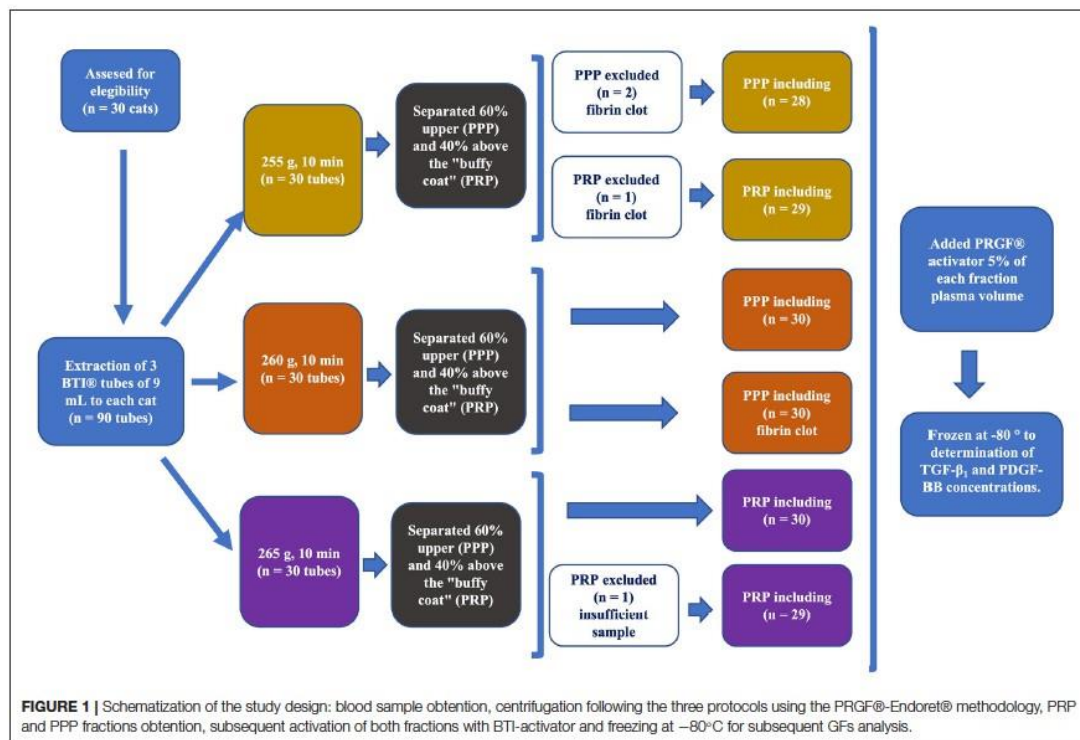 Assesed for
elegibility
(n = 30 cats)
Extraction of 3
BTI® tubes of 9
mL to each cat
(n = 90 tubes)
255 g, 10 min
(n = 30 tubes)
Separated 60%
upper (PPP)
and 40% above
the "buffy
coat" (PRP)
PPP excluded
(n = 2)
fibrin clot
PPP including
(n = 28)
PRP excluded
(n = 1)
fibrin clot
PRP including
(n = 29)
260 g, 10 min
(n = 30 tubes)
Separated 60%
upper (PPP)
and 40% above
the "buffy
coat" (PRP)
PPP including
(n = 30)
PPP including
(n = 30)
fibrin clot
265 g, 10 min
(n = 30 tubes)
Separated 60%
upper (PPP)
and 40% above
the "buffy
coat" (PRP)
PRP including
(n = 30)
PRP excluded
(n = 1)
insufficient
sample
PRP including
(n = 29)
Added PRGF®
activator 5% of
each fraction
plasma volume
Frozen at -80 ° to
determination of
TGF-β₁ and PDGF-
BB concentrations.
FIGURE 1 | Schematization of the study design: blood sample obtention, centrifugation following the three protocols using the PRGF®-Endoret® methodology, PRP
and PPP fractions obtention, subsequent activation of both fractions with BTI-activator and freezing at −80°C for subsequent GFs analysis.